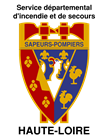 Service départemental
d'incendie et de secours
SAPEURS-POMPIERS
HAUTE-LOIRE